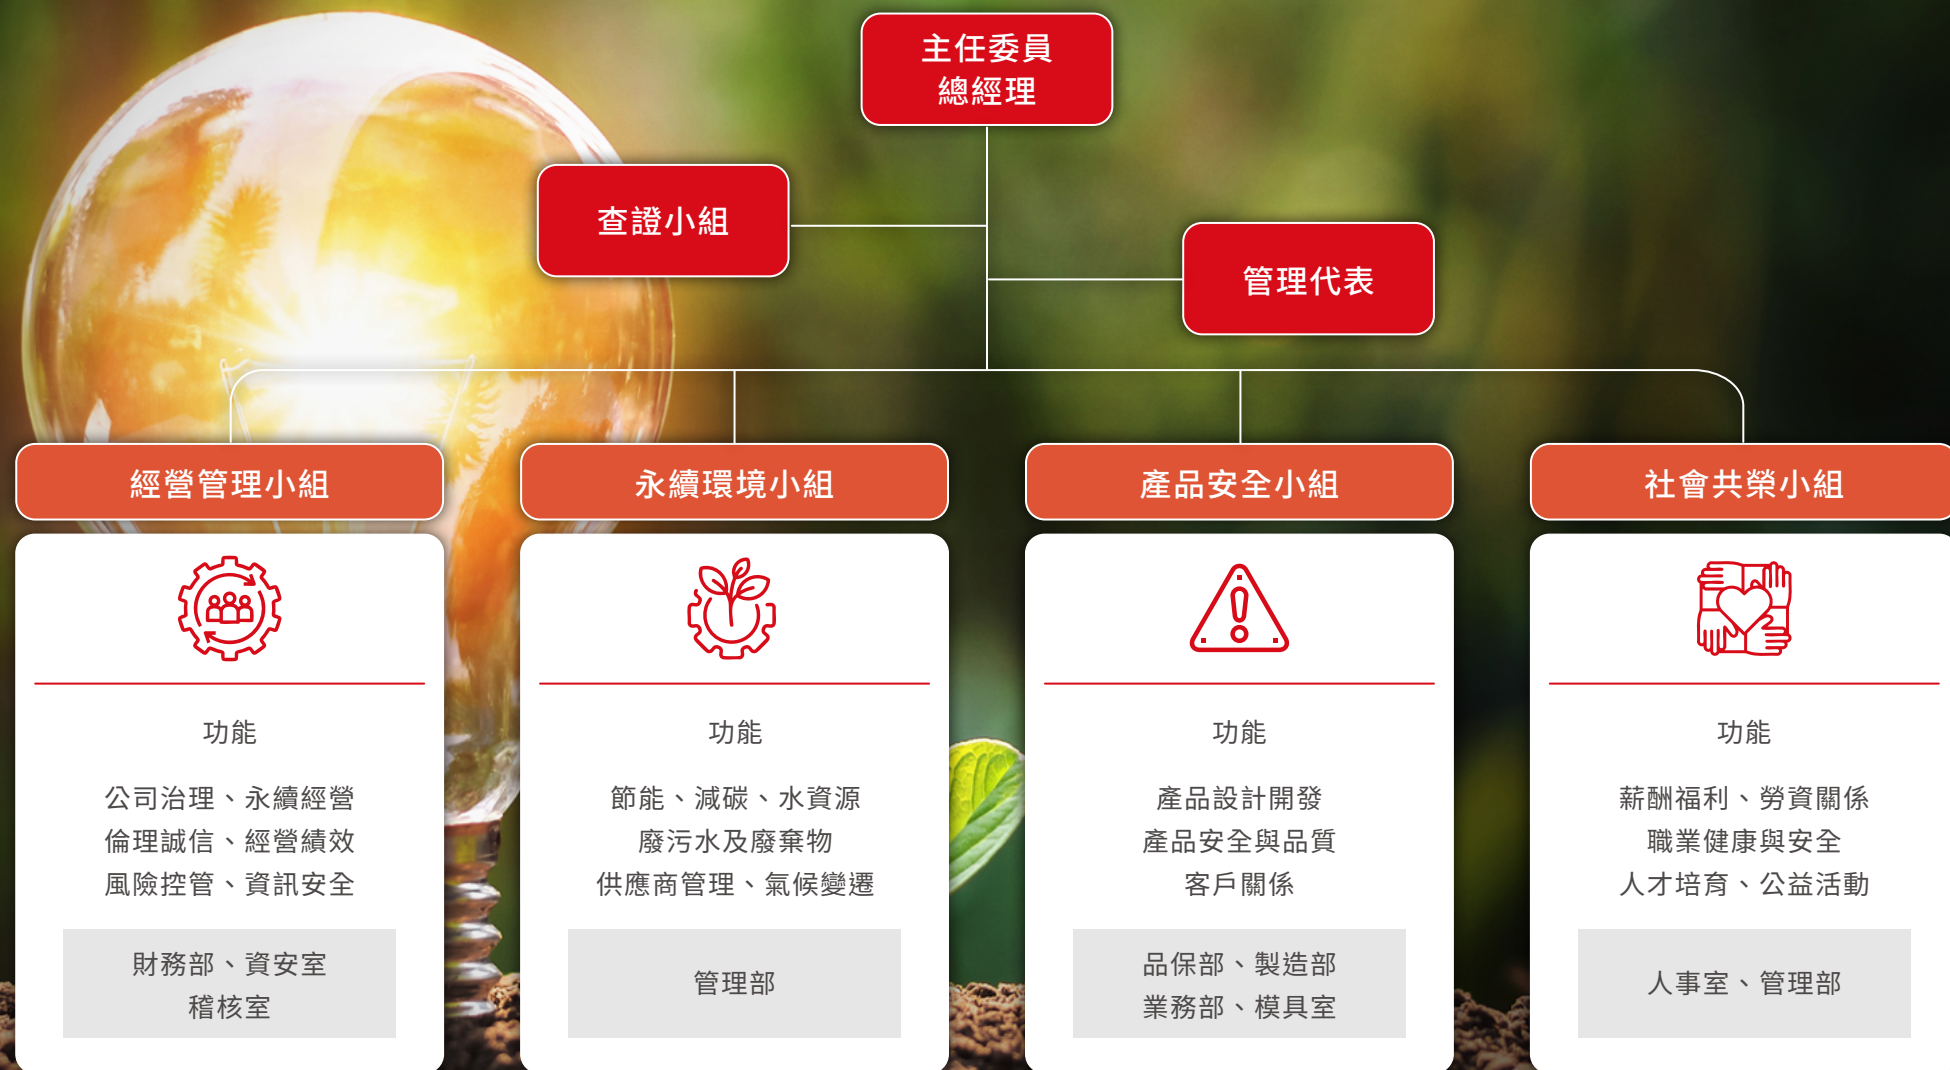 主任委員
總經理
查證小組
管理代表
經營管理小組
功能
公司治理、永續經營
倫理誠信、經營績效
風險控管、資訊安全
財務部、資安室
稽核室
永續環境小組
功能
節能、減碳、水資源
廢污水及廢棄物
供應商管理、氣候變遷
管理部
產品安全小組
功能
產品設計開發
產品安全與品質
客戶關係
品保部、製造部
業務部、模具室
社會共榮小組
功能
薪酬福利、勞資關係
職業健康與安全
人才培育、公益活動
人事室、管理部